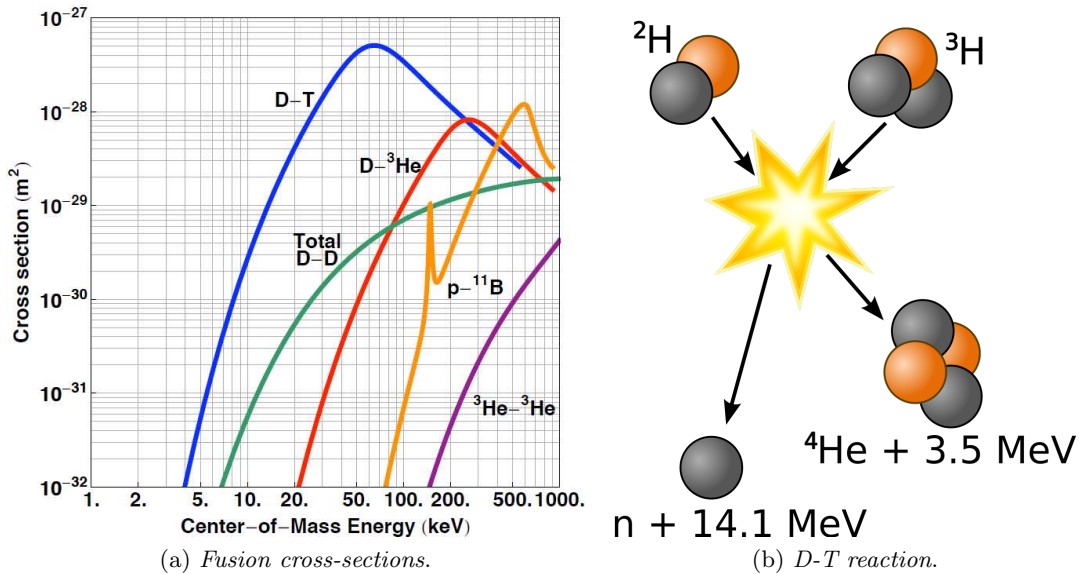 10⁻²⁷
10⁻²⁸
10⁻²⁹
10⁻³⁰
10⁻³¹
10⁻³²
Cross section (m²)
D−T
D−³He
Total
D−D
p−¹¹B
³He−³He
1. 2. 5. 10. 20. 50. 100. 200. 500. 1000.
Center−of−Mass Energy (keV)
(a) Fusion cross-sections.
²H
³H
⁴He + 3.5 MeV
n + 14.1 MeV
(b) D-T reaction.